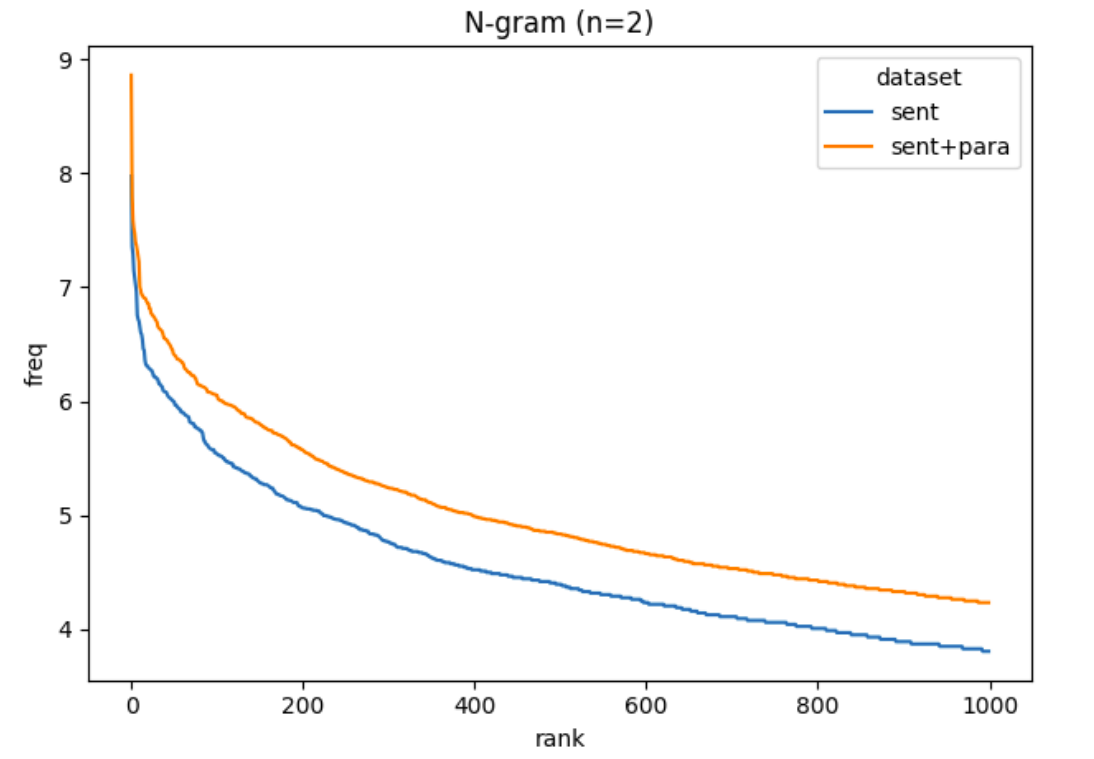 N-gram (n=2)
dataset
sent
sent+para
9
8
7
6
5
4
freq
0 200 400 600 800 1000
rank